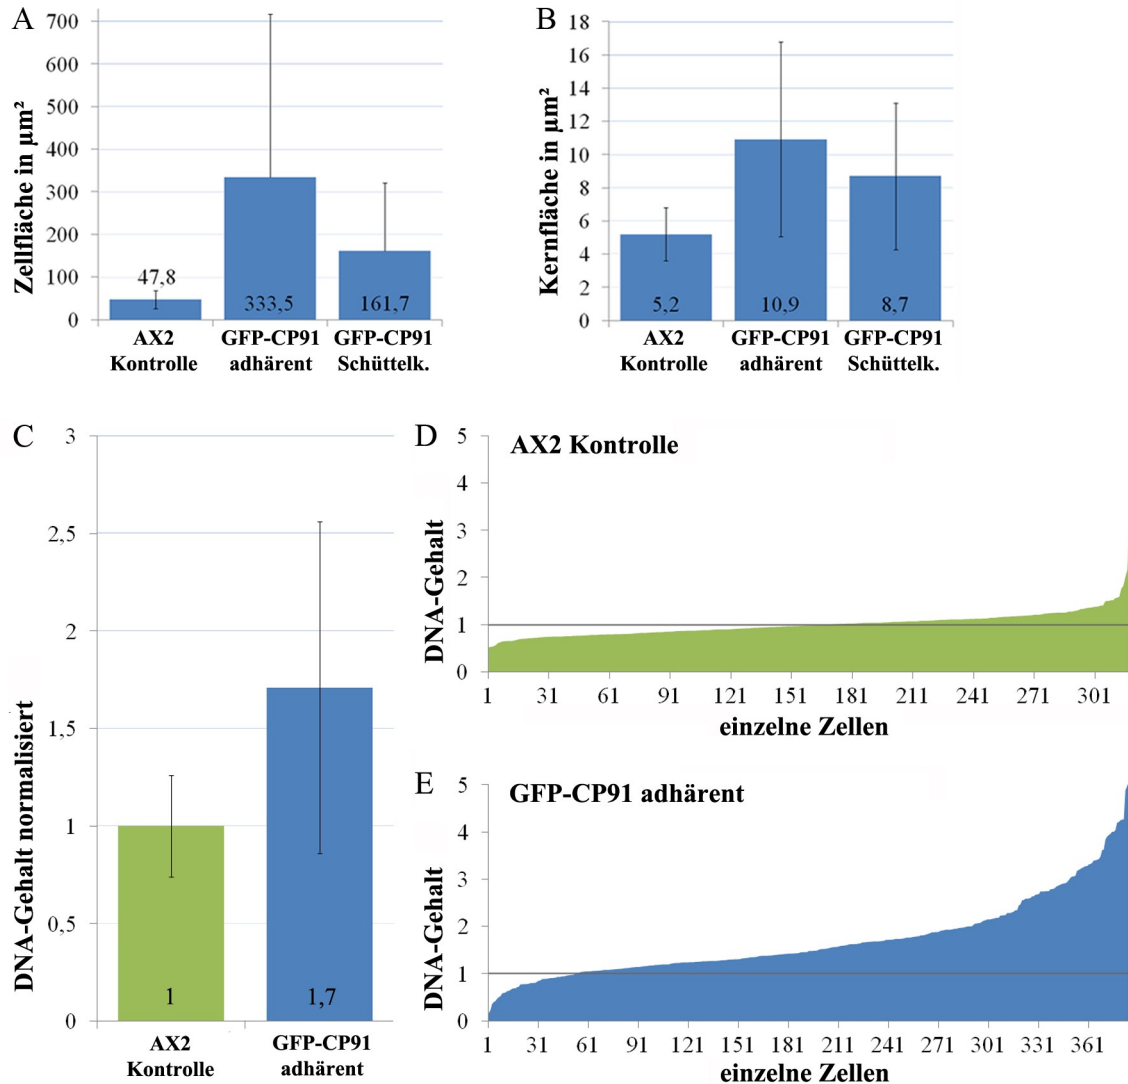 A
Zellfläche in µm²
700
600
500
400
300
200
100
0
47,8
333,5
161,7
AX2
Kontrolle
GFP-CP91
adhärent
GFP-CP91
Schüttelk.
B
Kernfläche in µm²
18
16
14
12
10
8
6
4
2
0
5,2
10,9
8,7
AX2
Kontrolle
GFP-CP91
adhärent
GFP-CP91
Schüttelk.
C
DNA-Gehalt normalisiert
3
2,5
2
1,5
1
0,5
0
1
1,7
AX2
Kontrolle
GFP-CP91
adhärent
D
AX2 Kontrolle
DNA-Gehalt
5
4
3
2
1
0
1 31 61 91 121 151 181 211 241 271 301
einzelne Zellen
E
GFP-CP91 adhärent
DNA-Gehalt
5
4
3
2
1
0
1 31 61 91 121 151 181 211 241 271 301 331 361
einzelne Zellen